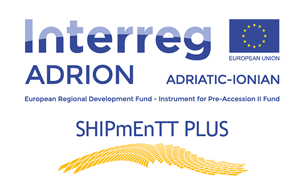 Interreg
EUROPEAN UNION
ADRION ADRIATIC-IONIAN
European Regional Development Fund - Instrument for Pre-Accession II Fund
SHIPmEnTT PLUS